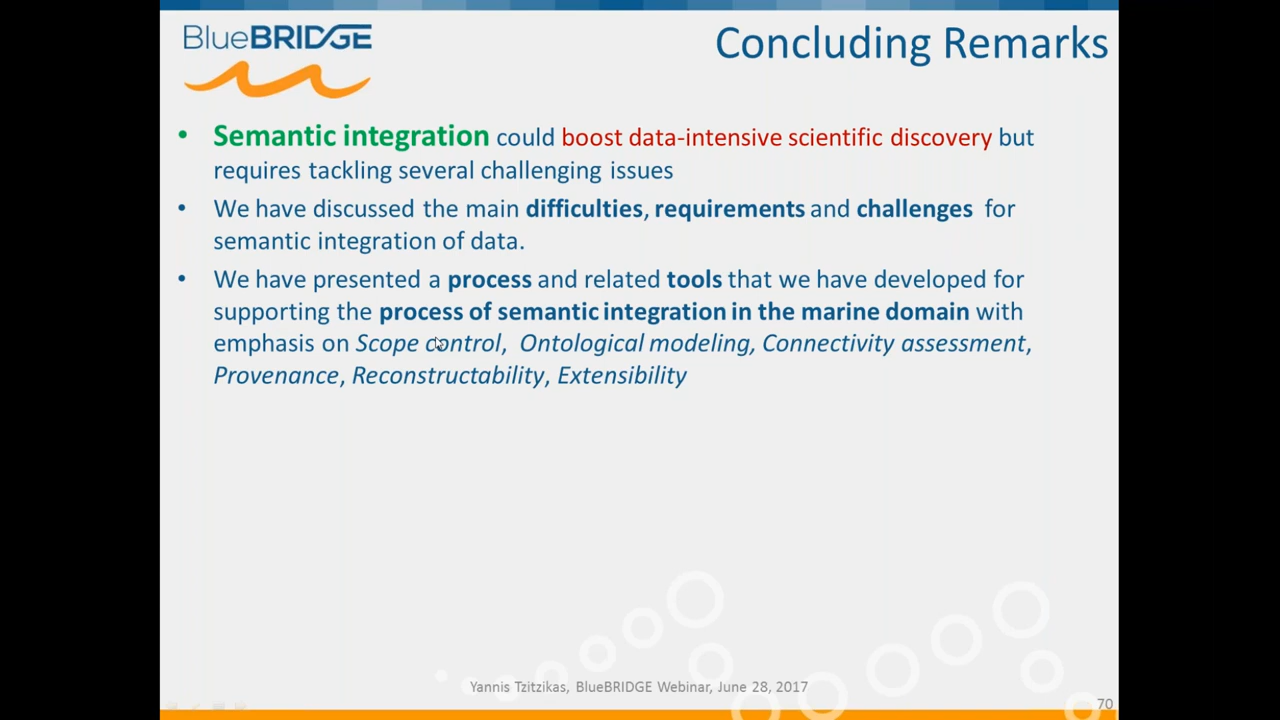 BlueBRIDGE
Concluding Remarks
• Semantic integration could boost data-intensive scientific discovery but
requires tackling several challenging issues
• We have discussed the main difficulties, requirements and challenges for
semantic integration of data.
• We have presented a process and related tools that we have developed for
supporting the process of semantic integration in the marine domain with
emphasis on Scope control, Ontological modeling, Connectivity assessment,
Provenance, Reconstructability, Extensibility
Yannis Tzitzikas, BlueBRIDGE Webinar, June 28, 2017
70